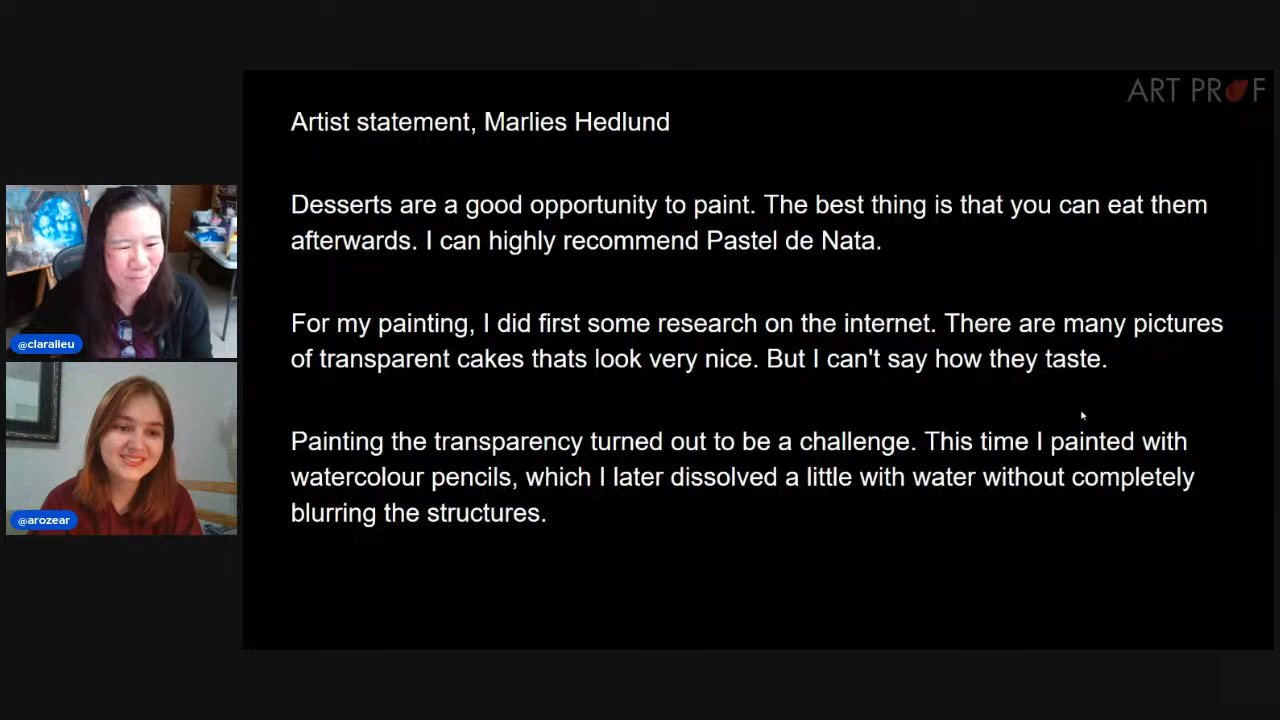 ART PROF
Artist statement, Marlies Hedlund
Desserts are a good opportunity to paint. The best thing is that you can eat them
afterwards. I can highly recommend Pastel de Nata.
For my painting, I did first some research on the internet. There are many pictures
of transparent cakes thats look very nice. But I can't say how they taste.
Painting the transparency turned out to be a challenge. This time I painted with
watercolour pencils, which I later dissolved a little with water without completely
blurring the structures.
@claralieu
@arozear